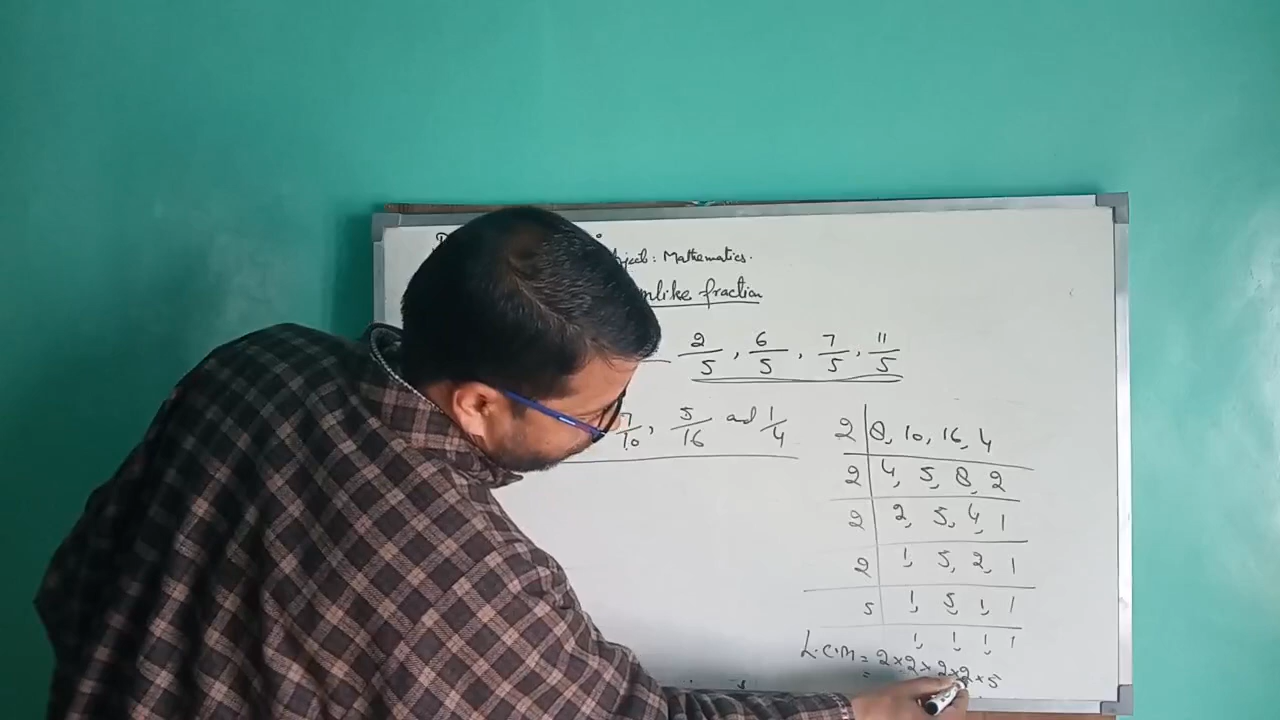 Mathematics.
unlike fraction
2/5, 6/5, 7/5, 11/5
7/10, 5/16 and 1/4
2 | 8, 10, 16, 4
2 | 4, 5, 8, 2
2 | 2, 5, 4, 1
2 | 1, 5, 2, 1
5 | 1, 5, 1, 1
1, 1, 1, 1
L.C.M = 2×2×2×2×5
=